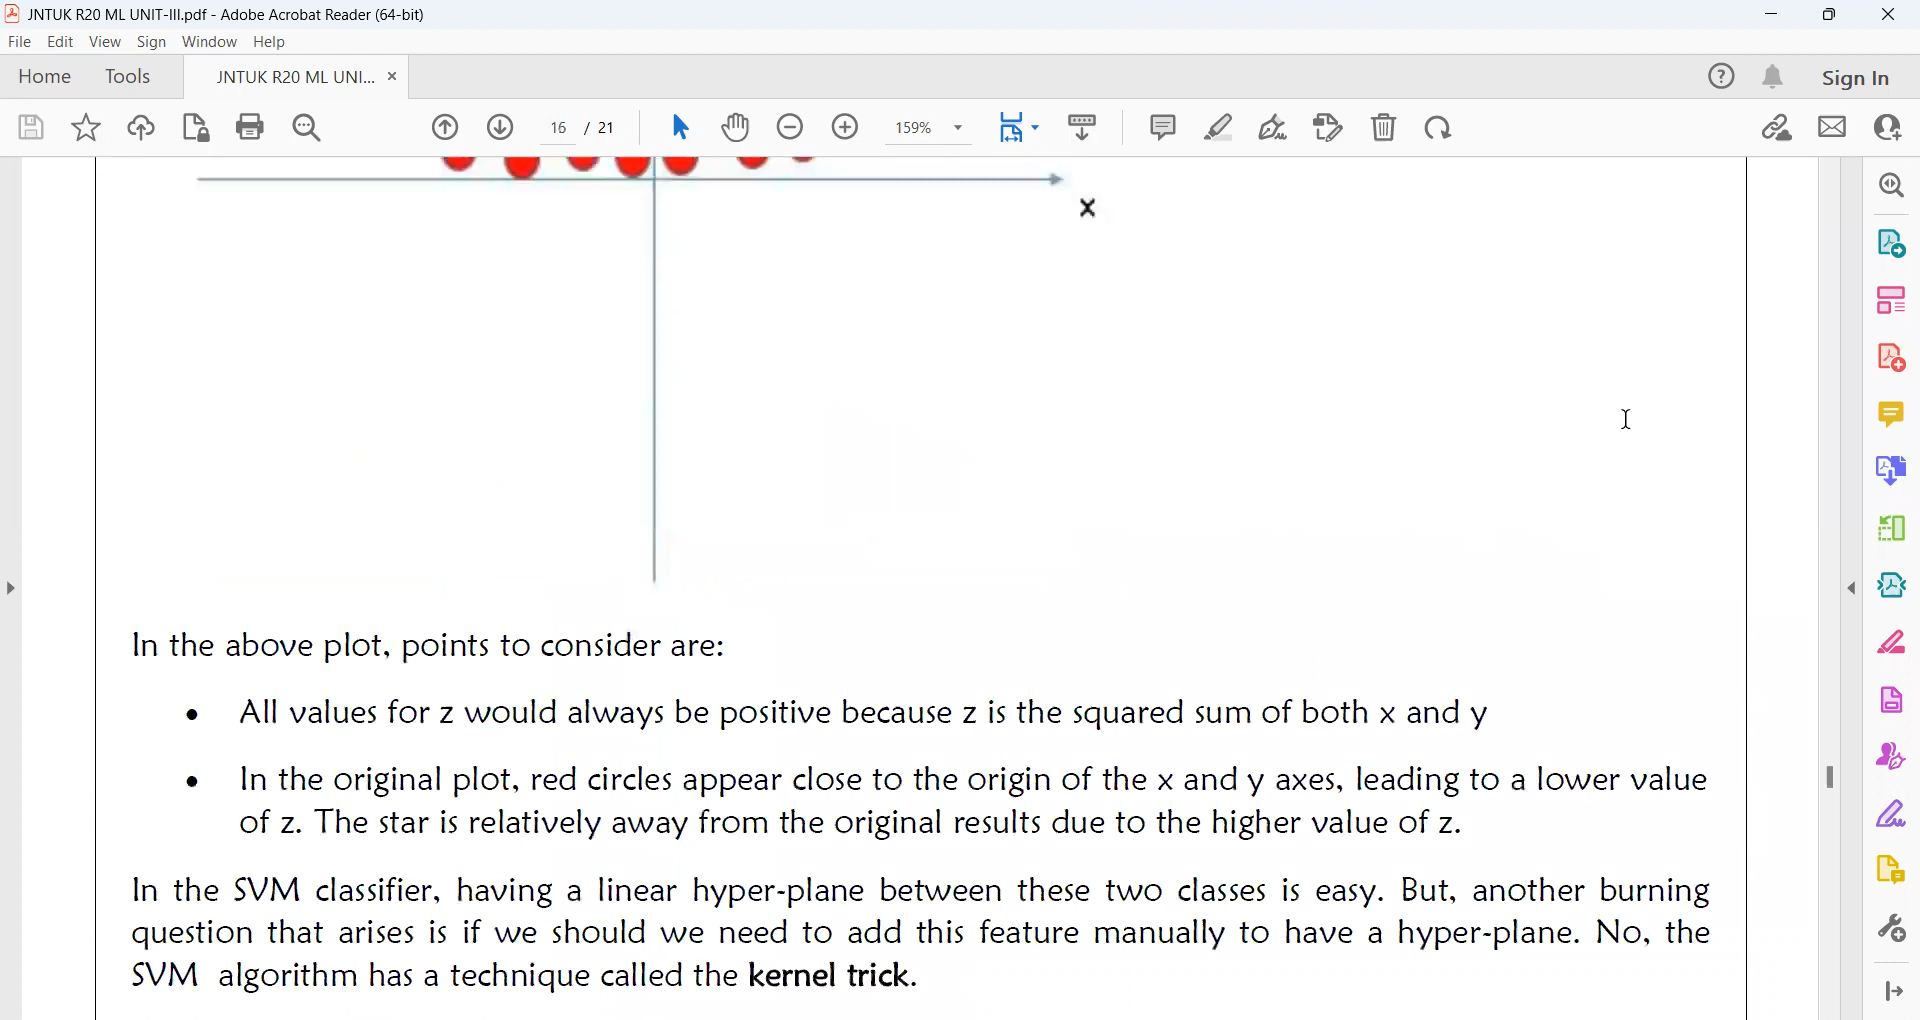 JNTUK R20 ML UNIT-III.pdf - Adobe Acrobat Reader (64-bit)
File Edit View Sign Window Help
Home Tools JNTUK R20 ML UNI... × Sign In
16 / 21 159%
x
In the above plot, points to consider are:
• All values for z would always be positive because z is the squared sum of both x and y
• In the original plot, red circles appear close to the origin of the x and y axes, leading to a lower value
of z. The star is relatively away from the original results due to the higher value of z.
In the SVM classifier, having a linear hyper-plane between these two classes is easy. But, another burning
question that arises is if we should we need to add this feature manually to have a hyper-plane. No, the
SVM algorithm has a technique called the kernel trick.